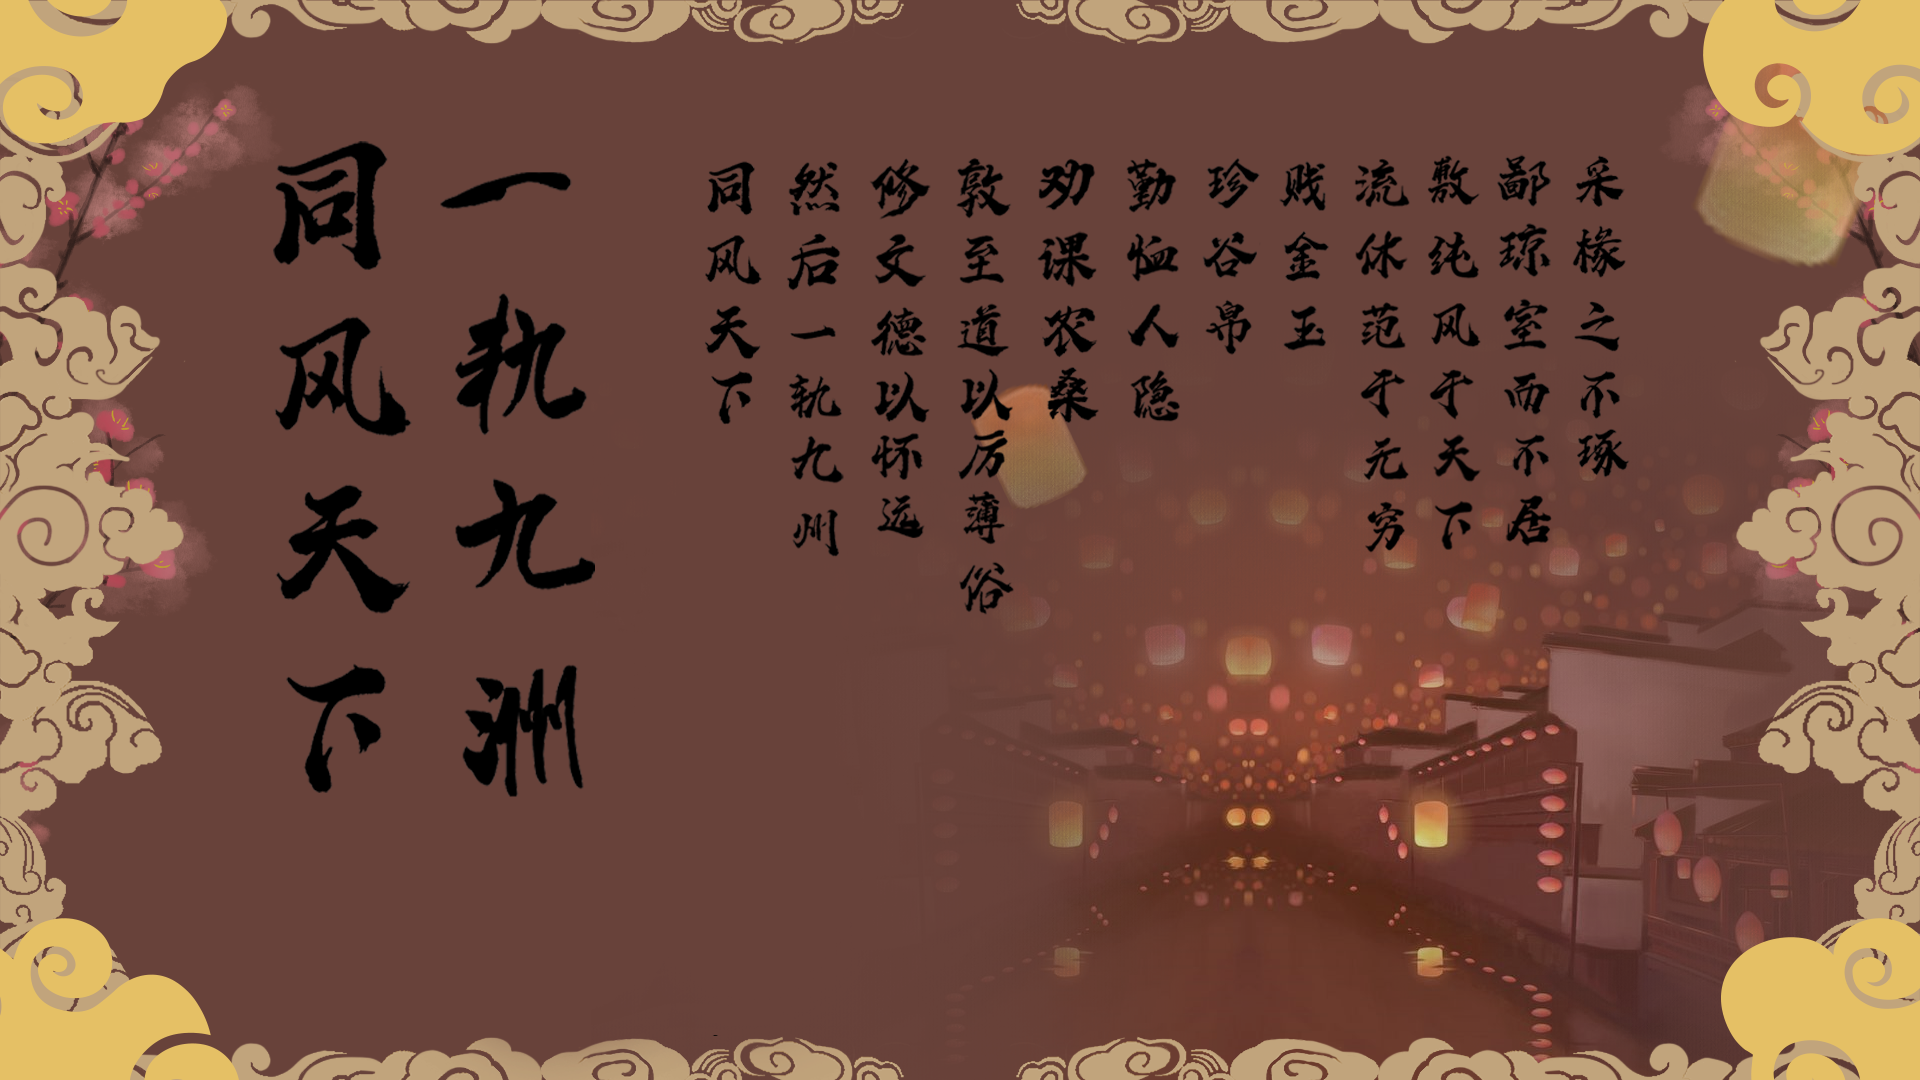 采椽之不琢
鄙琼室而不居
敷纯风于天下
流休范于无穷
贱金玉
珍谷帛
勤恤人隐
劝课农桑
敦至道以厉薄俗
修文德以怀远
然后一轨九州
同风天下
一轨九洲
同风天下